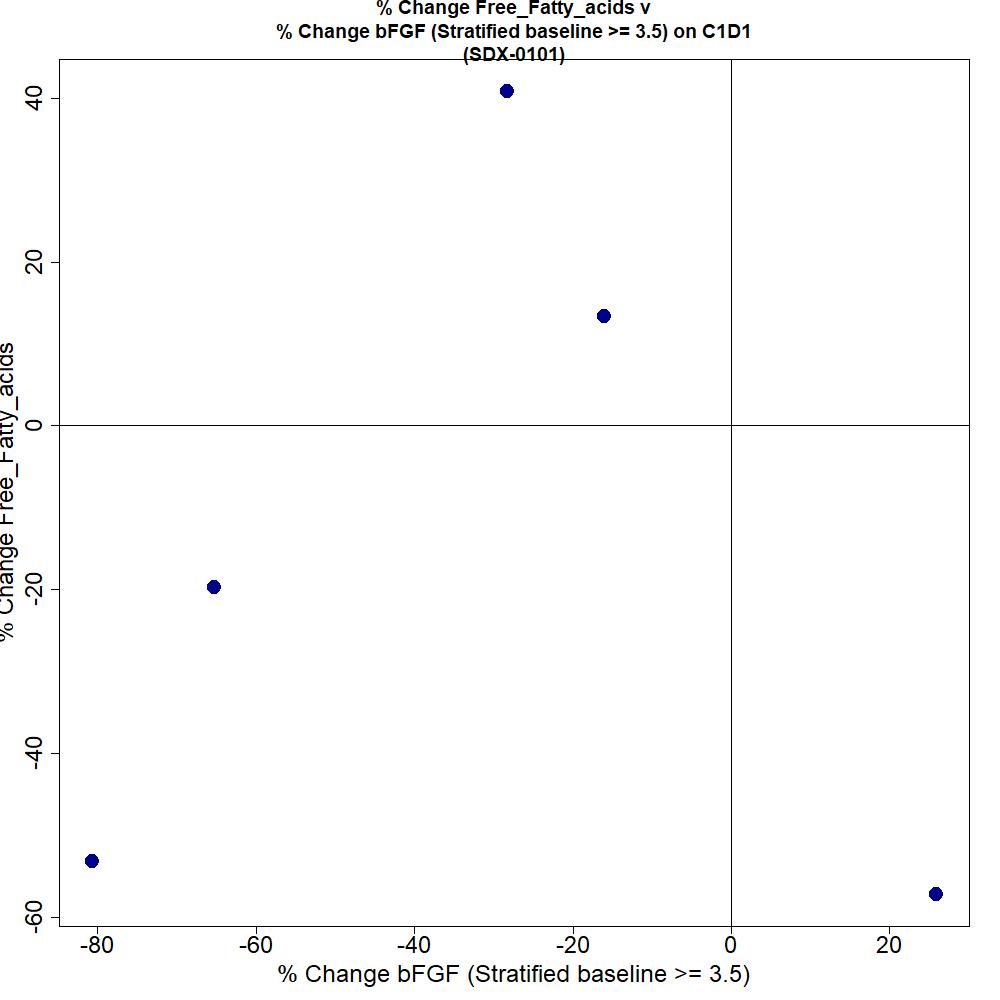 % Change Free_Fatty_acids v
% Change bFGF (Stratified baseline >= 3.5) on C1D1
(SDX-0101)
% Change Free_Fatty_acids
40
20
0
-20
-40
-60
-80 -60 -40 -20 0 20
% Change bFGF (Stratified baseline >= 3.5)